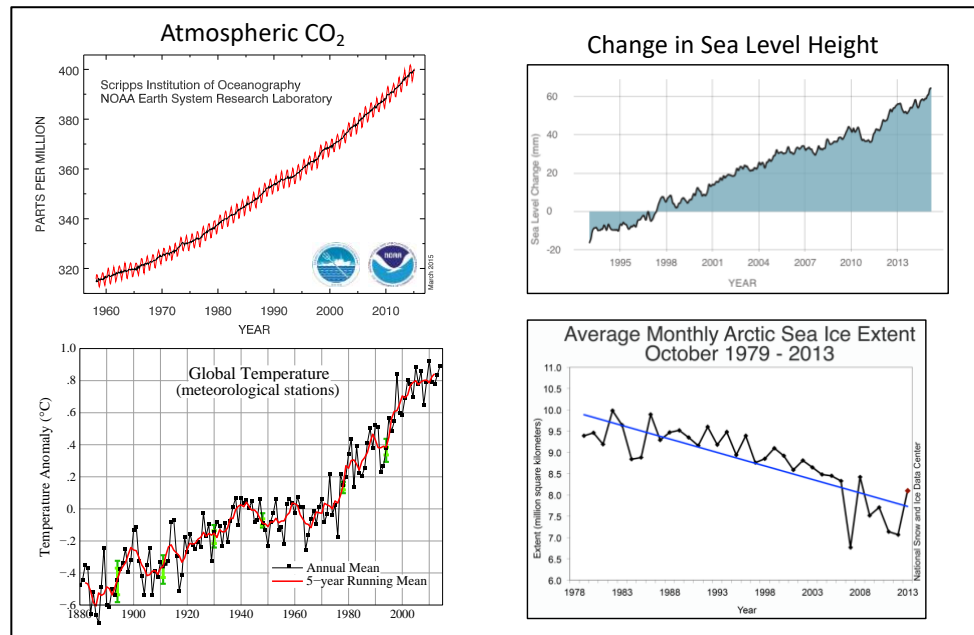 Atmospheric CO₂
Scripps Institution of Oceanography
NOAA Earth System Research Laboratory
PARTS PER MILLION
400
380
360
340
320
1960 1970 1980 1990 2000 2010
YEAR
NOAA
March 2015
Change in Sea Level Height
Sea Level Change (mm)
60
40
20
0
-20
1995 1998 2001 2004 2007 2010 2013
YEAR
Global Temperature
(meteorological stations)
Temperature Anomaly (°C)
1.0
.8
.6
.4
.2
0.
−.2
−.4
−.6
Annual Mean
5−year Running Mean
1880 1900 1920 1940 1960 1980 2000
Average Monthly Arctic Sea Ice Extent
October 1979 - 2013
Extent (million square kilometers)
11.0
10.5
10.0
9.5
9.0
8.5
8.0
7.5
7.0
6.5
6.0
1978 1983 1988 1993 1998 2003 2008 2013
Year
National Snow and Ice Data Center